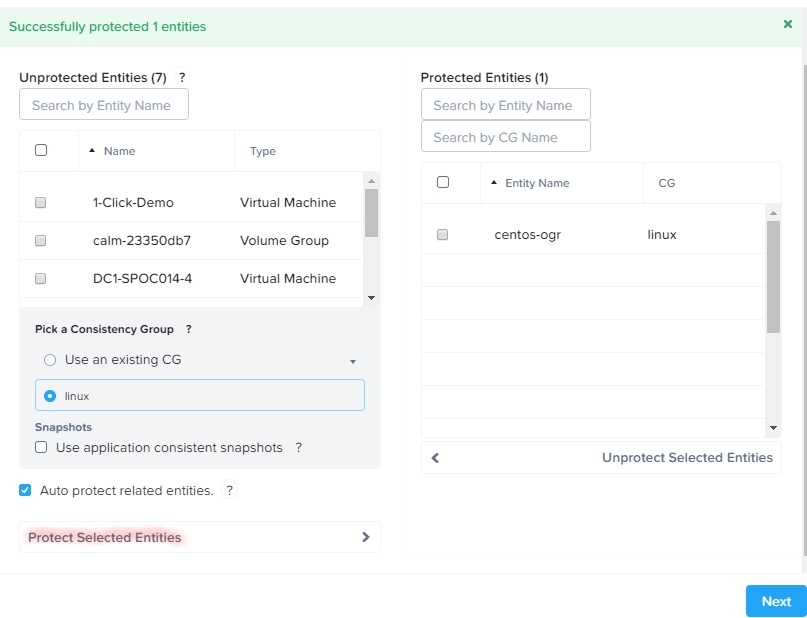 Successfully protected 1 entities
Unprotected Entities (7) ?
Search by Entity Name
Name Type
1-Click-Demo Virtual Machine
calm-23350db7 Volume Group
DC1-SPOC014-4 Virtual Machine
Pick a Consistency Group ?
Use an existing CG
linux
Snapshots
Use application consistent snapshots ?
Auto protect related entities. ?
Protect Selected Entities
Protected Entities (1)
Search by Entity Name
Search by CG Name
Entity Name CG
centos-ogr linux
Unprotect Selected Entities
Next